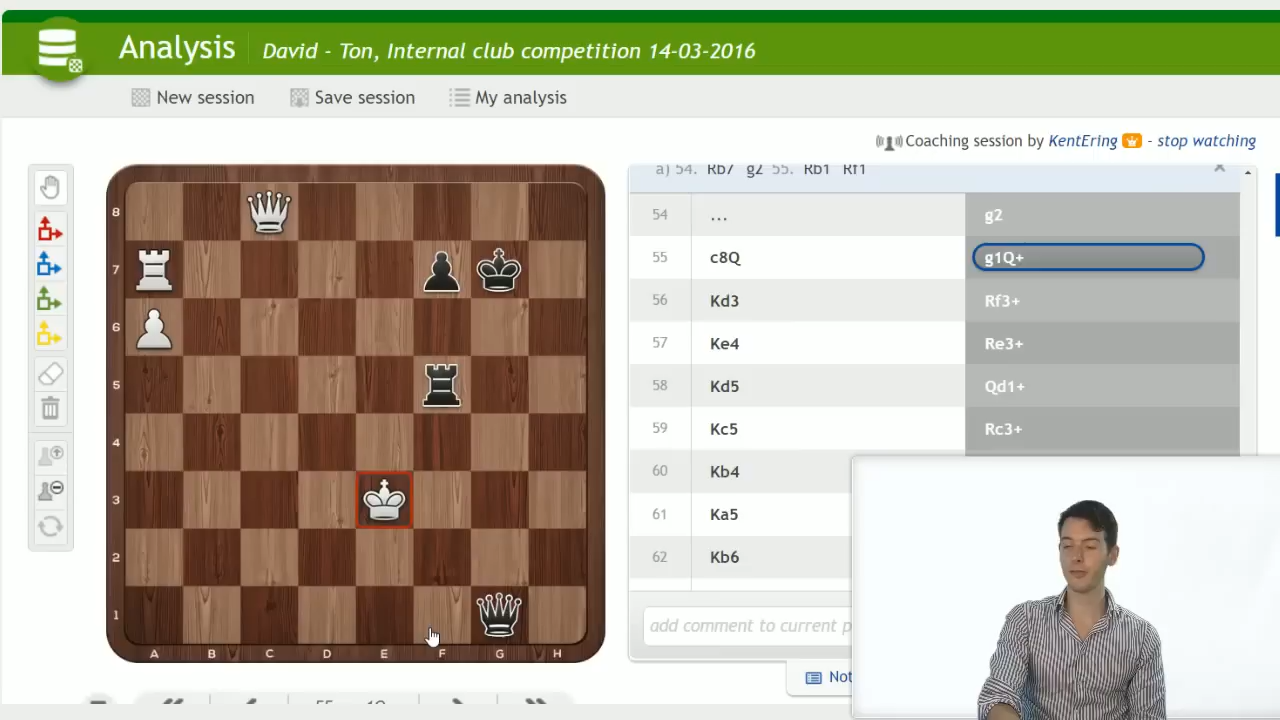 Analysis
David - Ton, Internal club competition 14-03-2016
New session
Save session
My analysis
Coaching session by KentEring - stop watching
a) 54. Rb7 g2 55. Rb1 Rf1
54 ... g2
55 c8Q g1Q+
56 Kd3 Rf3+
57 Ke4 Re3+
58 Kd5 Qd1+
59 Kc5 Rc3+
60 Kb4
61 Ka5
62 Kb6
add comment to current p
Not
8
7
6
5
4
3
2
1
A B C D E F G H